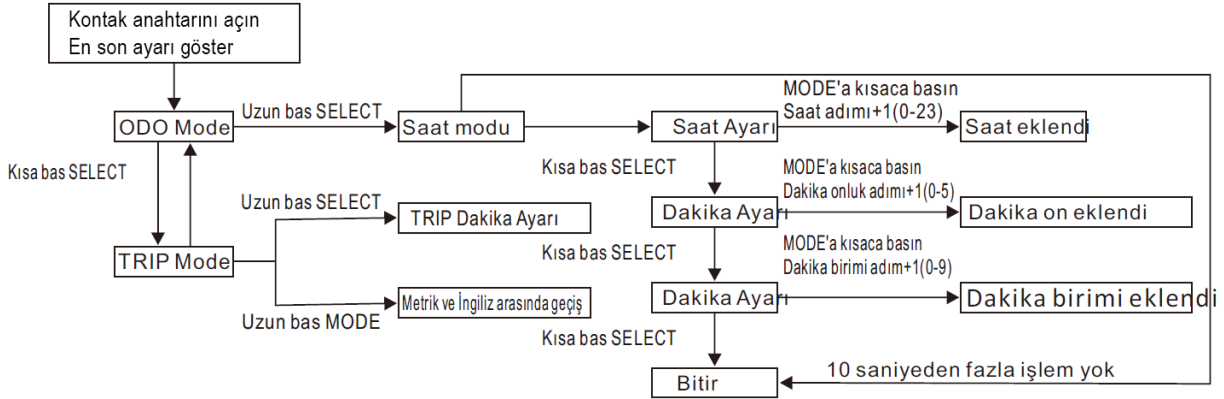 Kontak anahtarını açın
En son ayarı göster
ODO Mode
Uzun bas SELECT
Saat modu
Saat Ayarı
MODE'a kısaca basın
Saat adımı+1(0-23)
Saat eklendi
Kısa bas SELECT
Kısa bas SELECT
MODE'a kısaca basın
Dakika onluk adımı+1(0-5)
Uzun bas SELECT
TRIP Dakika Ayarı
Dakika Ayarı
Dakika on eklendi
TRIP Mode
Kısa bas SELECT
MODE'a kısaca basın
Dakika birimi adım+1(0-9)
Metrik ve İngiliz arasında geçiş
Dakika Ayarı
Dakika birimi eklendi
Uzun bas MODE
Kısa bas SELECT
Bitir
10 saniyeden fazla işlem yok